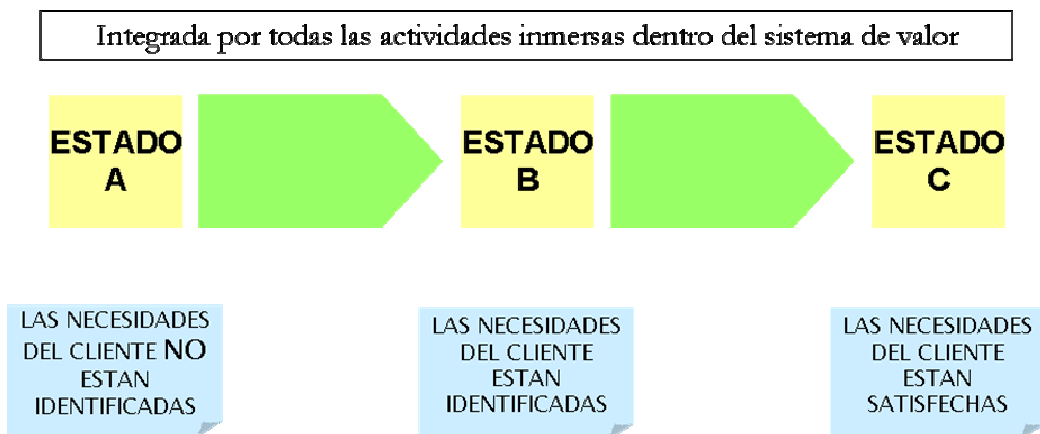 Integrada por todas las actividades inmersas dentro del sistema de valor
ESTADO
A
ESTADO
B
ESTADO
C
LAS NECESIDADES
DEL CLIENTE NO
ESTAN
IDENTIFICADAS
LAS NECESIDADES
DEL CLIENTE
ESTAN
IDENTIFICADAS
LAS NECESIDADES
DEL CLIENTE
ESTAN
SATISFECHAS